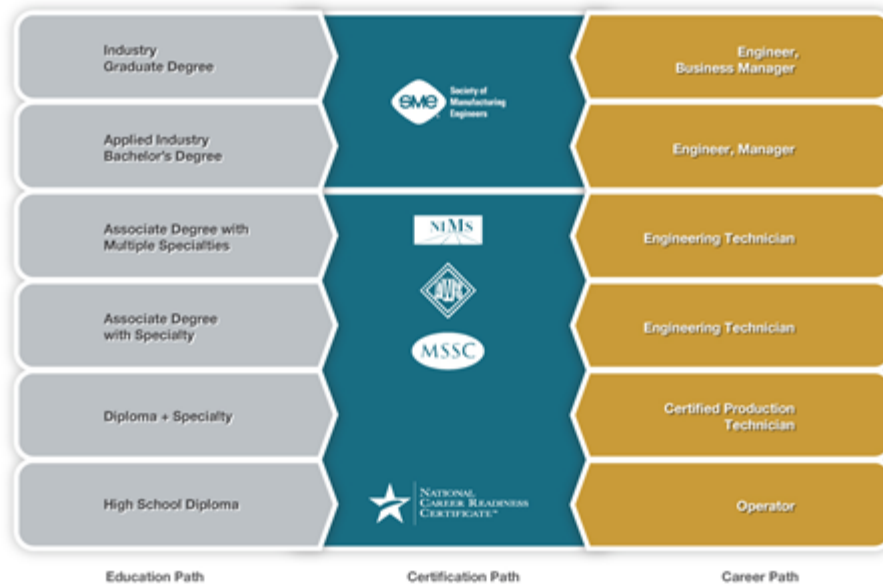 Industry
Graduate Degree
sme
Society of
Manufacturing
Engineers
Engineer,
Business Manager
Applied Industry
Bachelor's Degree
Engineer, Manager
Associate Degree with
Multiple Specialties
NIMS
Engineering Technician
AWS
Associate Degree
with Specialty
MSSC
Engineering Technician
Diploma + Specialty
Certified Production
Technician
High School Diploma
NATIONAL
CAREER READINESS
CERTIFICATE™
Operator
Education Path
Certification Path
Career Path